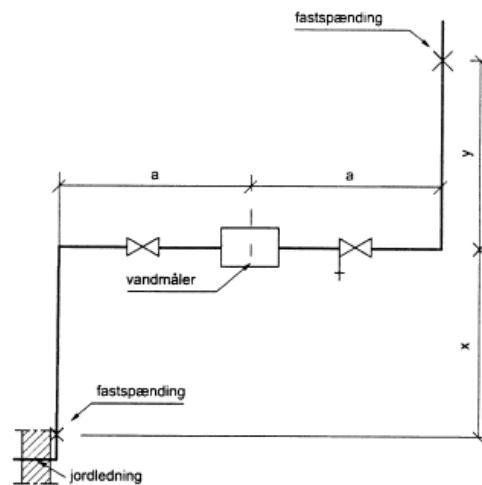 fastspænding
a
a
y
vandmåler
x
fastspænding
jordledning